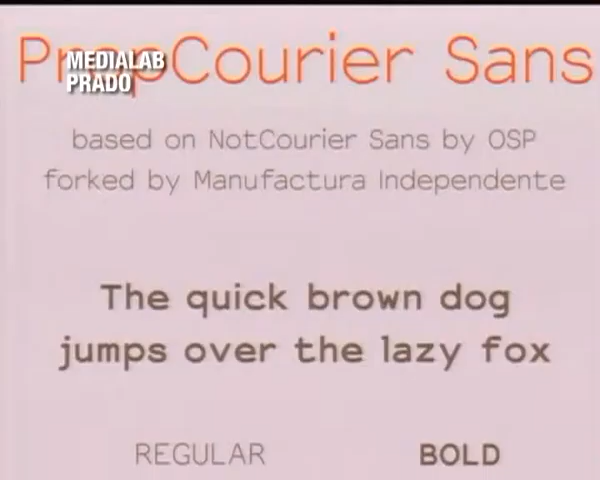 PropCourier Sans
MEDIALAB
PRADO
based on NotCourier Sans by OSP
forked by Manufactura Independente
The quick brown dog
jumps over the lazy fox
REGULAR BOLD